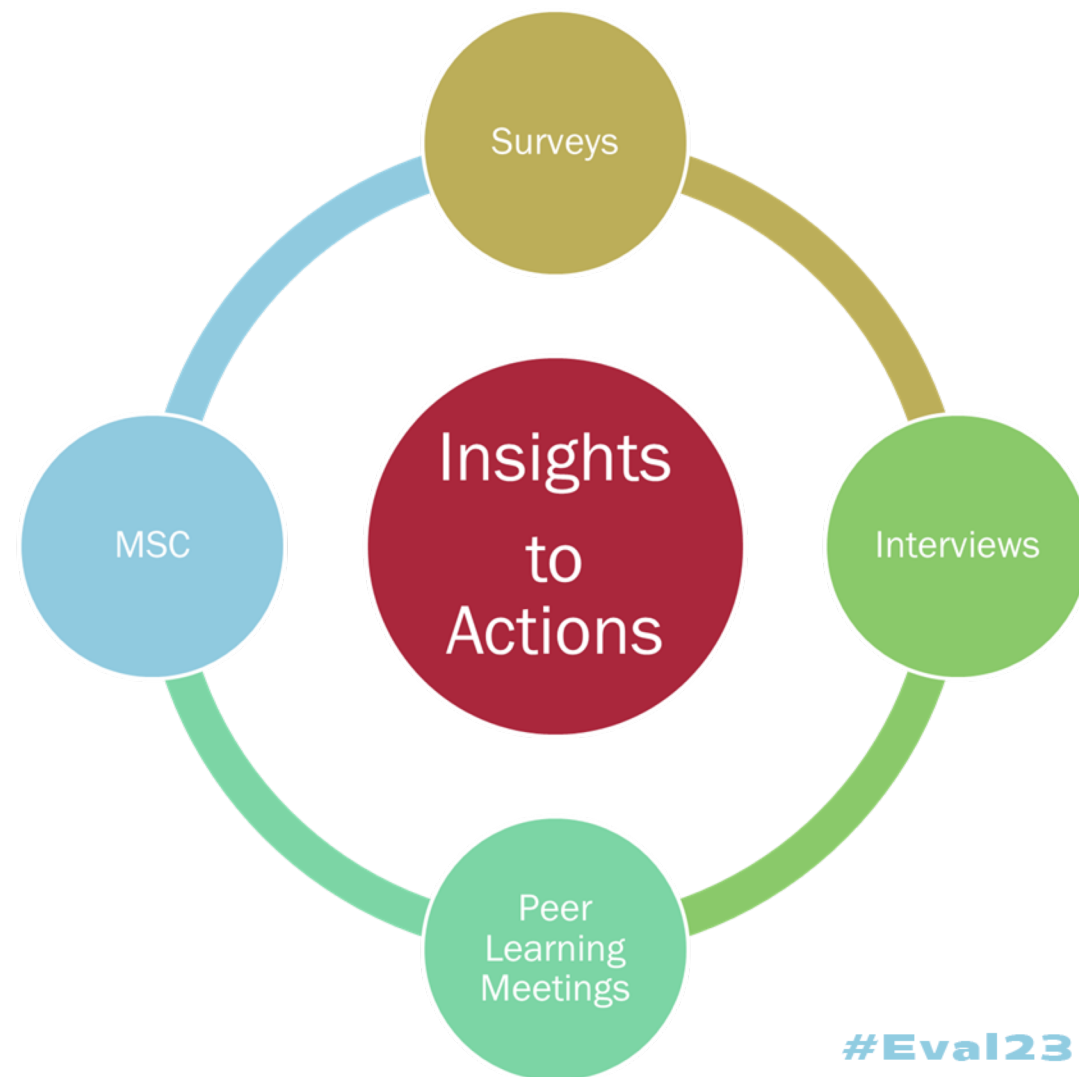 Surveys
Insights
to
Actions
MSC
Interviews
Peer
Learning
Meetings
#Eval23